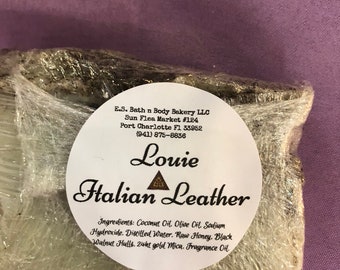 E.S. Bath n Body Bakery LLC
Sun Flea Market #124
Port Charlotte Fl 33952
(941) 875-8836
Louie
Italian Leather
Ingredients: Coconut Oil, Olive Oil, Sodium
Hydroxide, Distilled Water, Raw Honey, Black
Walnut Hulls, 24kt gold Mica, Fragrance Oil